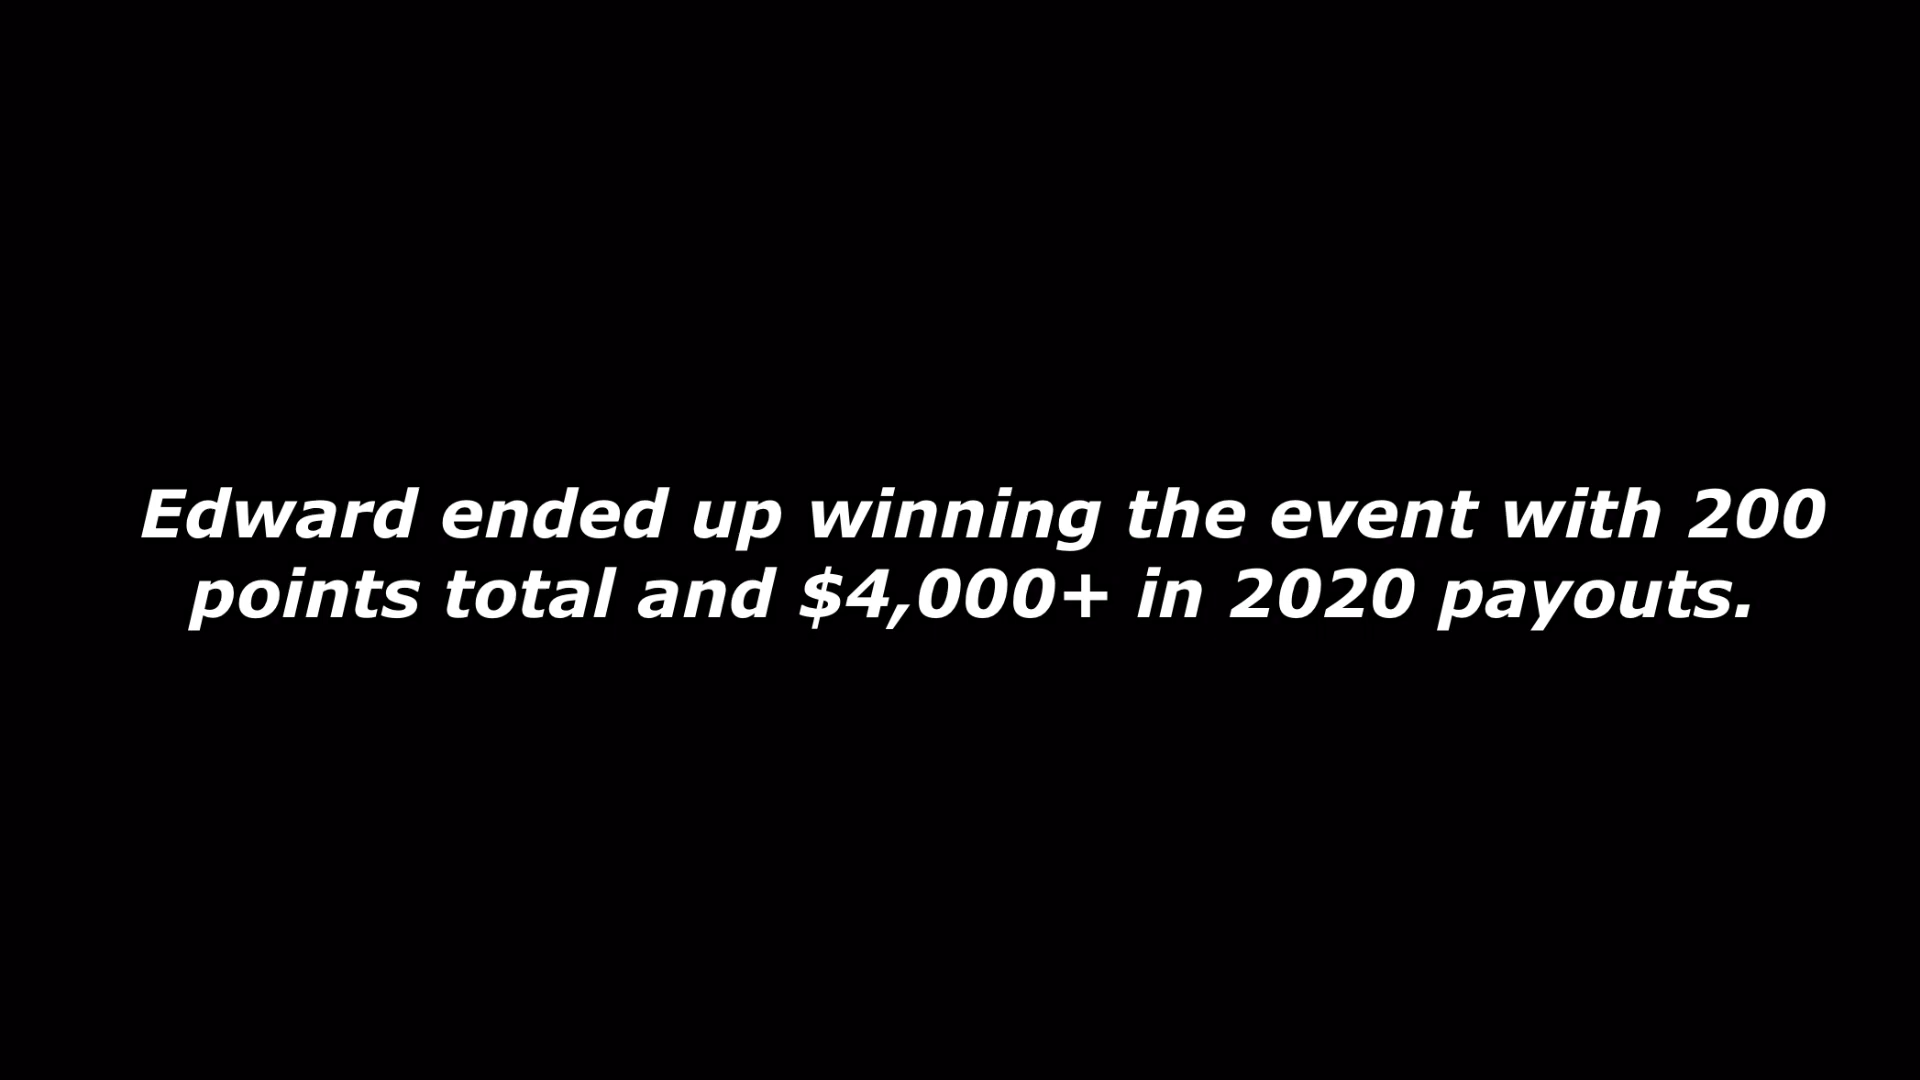 Edward ended up winning the event with 200
points total and $4,000+ in 2020 payouts.